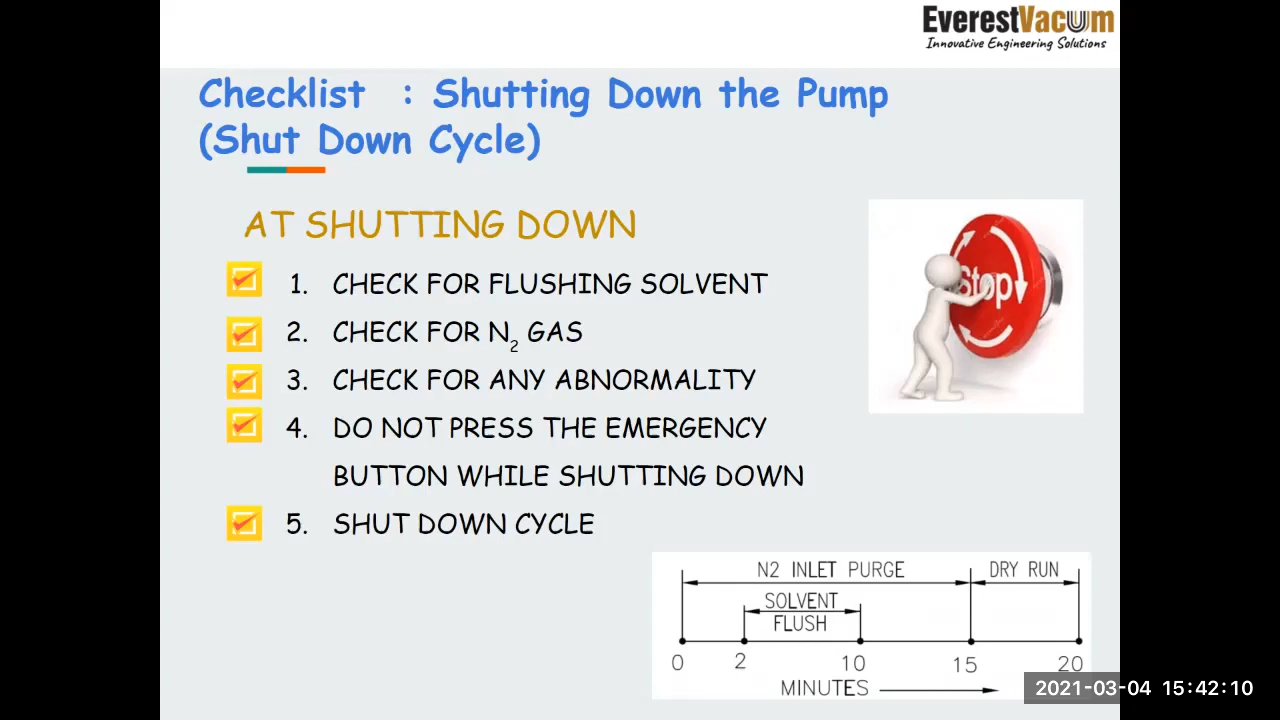 EverestVacuum
Innovative Engineering Solutions
Checklist : Shutting Down the Pump
(Shut Down Cycle)
AT SHUTTING DOWN
1. CHECK FOR FLUSHING SOLVENT
2. CHECK FOR N₂ GAS
3. CHECK FOR ANY ABNORMALITY
4. DO NOT PRESS THE EMERGENCY
BUTTON WHILE SHUTTING DOWN
5. SHUT DOWN CYCLE
Stop
N2 INLET PURGE DRY RUN
SOLVENT
FLUSH
0 2 10 15 20
MINUTES
2021-03-04 15:42:10